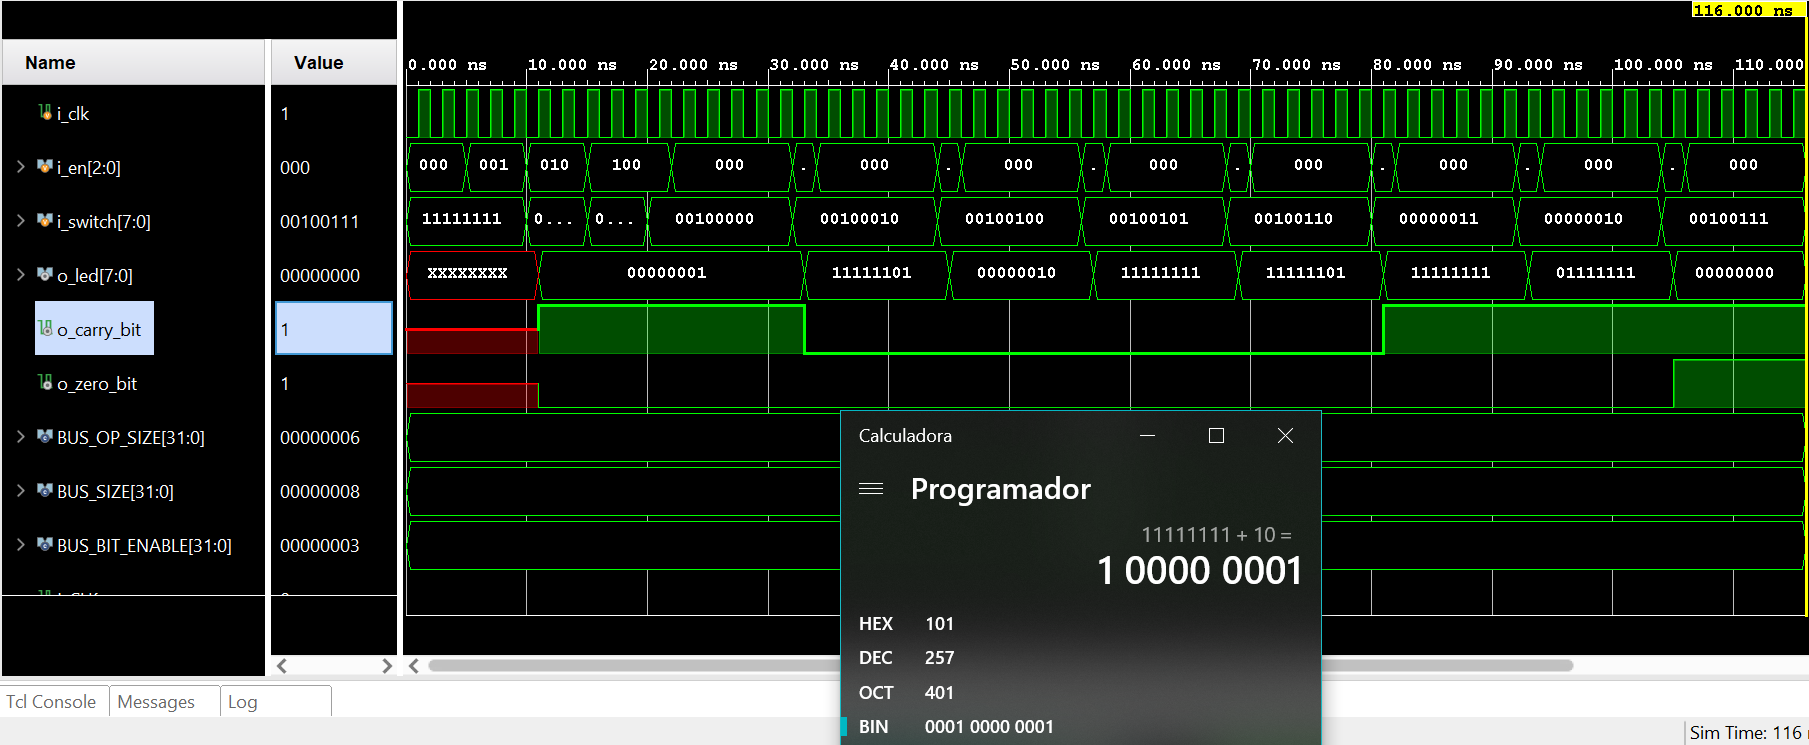 116.000 ns
Name Value
0.000 ns 10.000 ns 20.000 ns 30.000 ns 40.000 ns 50.000 ns 60.000 ns 70.000 ns 80.000 ns 90.000 ns 100.000 ns 110.000
i_clk 1
i_en[2:0] 000 000 001 010 100 000 . 000 . 000 . 000 . 000 . 000 . 000 . 000
i_switch[7:0] 00100111 11111111 0... 0... 00100000 00100010 00100100 00100101 00100110 00000011 00000010 00100111
o_led[7:0] 00000000 XXXXXXXX 00000001 11111101 00000010 11111111 11111101 11111111 01111111 00000000
o_carry_bit 1
o_zero_bit 1
BUS_OP_SIZE[31:0] 00000006
BUS_SIZE[31:0] 00000008
BUS_BIT_ENABLE[31:0] 00000003
Calculadora
Programador
11111111 + 10 =
1 0000 0001
HEX 101
DEC 257
OCT 401
BIN 0001 0000 0001
Tcl Console Messages Log
Sim Time: 116